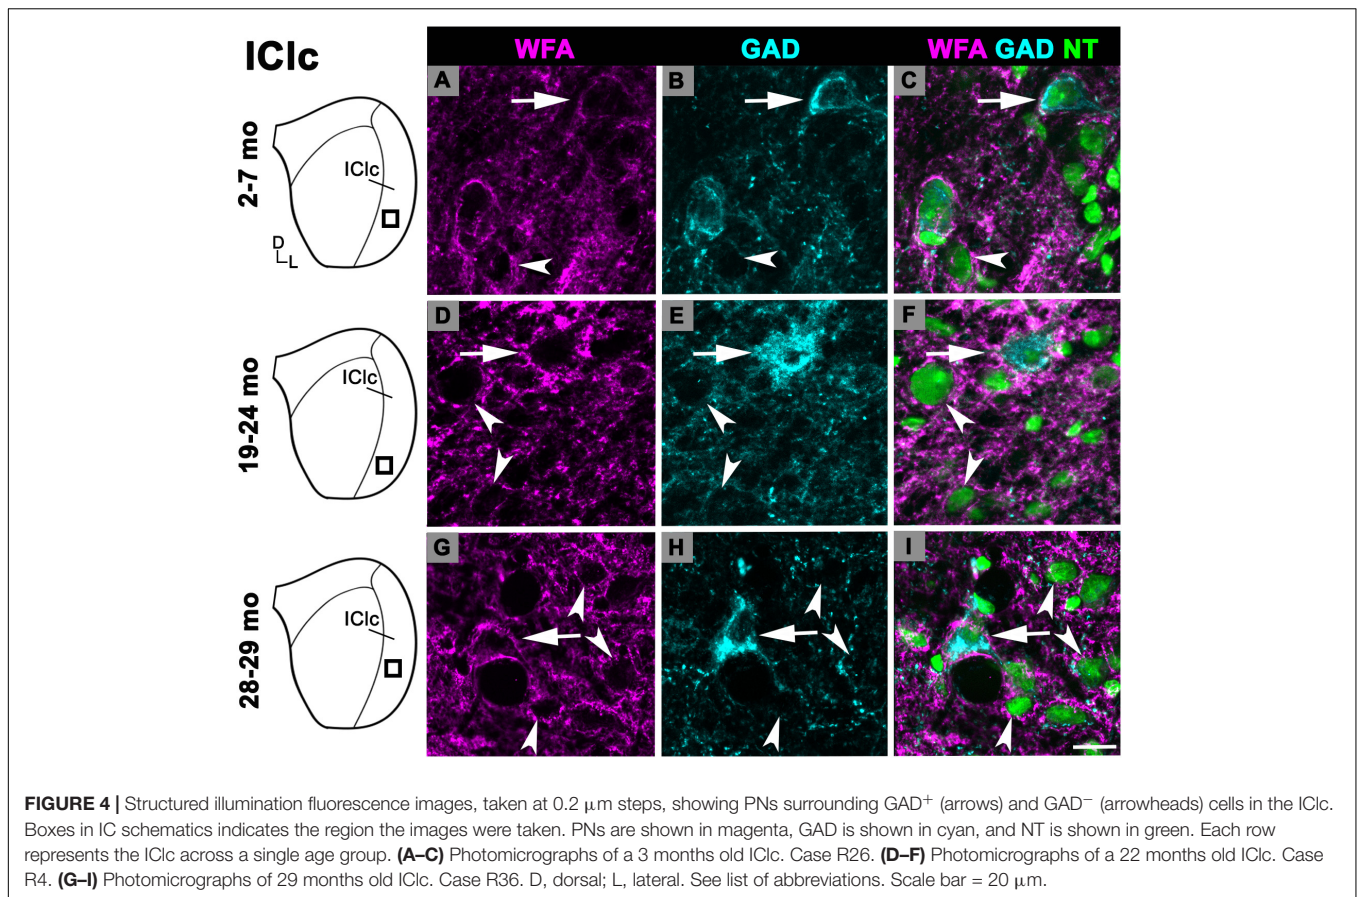 IClc
WFA GAD WFA GAD NT
2-7 mo
IClc
D
L
A B C
19-24 mo
IClc
D E F
28-29 mo
IClc
G H I
FIGURE 4 | Structured illumination fluorescence images, taken at 0.2 μm steps, showing PNs surrounding GAD⁺ (arrows) and GAD⁻ (arrowheads) cells in the IClc.
Boxes in IC schematics indicates the region the images were taken. PNs are shown in magenta, GAD is shown in cyan, and NT is shown in green. Each row
represents the IClc across a single age group. (A–C) Photomicrographs of a 3 months old IClc. Case R26. (D–F) Photomicrographs of a 22 months old IClc. Case
R4. (G–I) Photomicrographs of 29 months old IClc. Case R36. D, dorsal; L, lateral. See list of abbreviations. Scale bar = 20 μm.